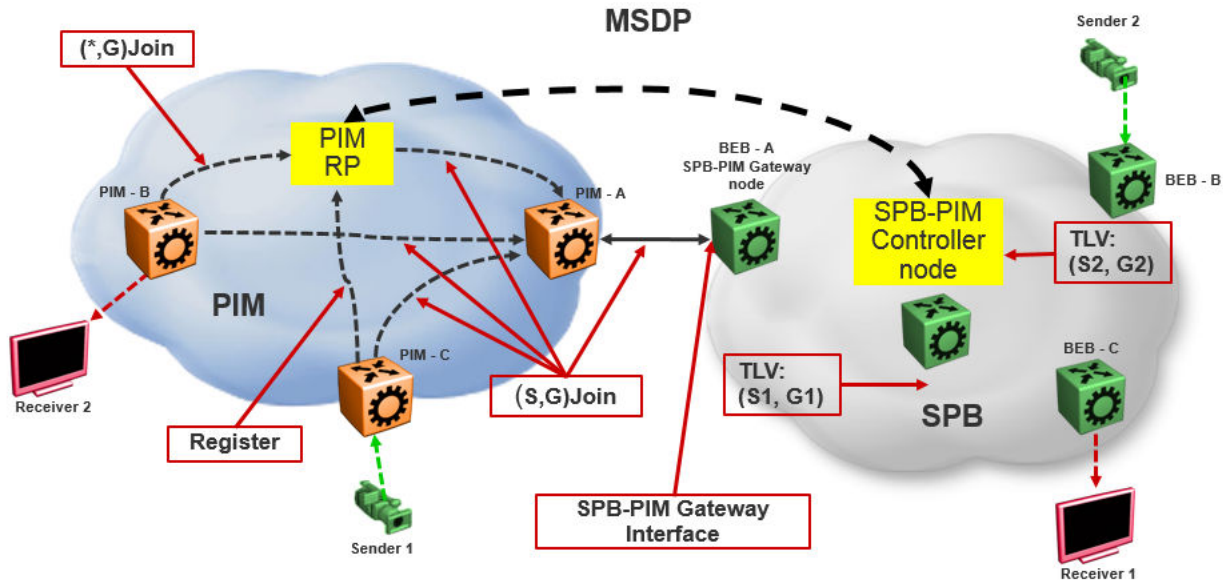 MSDP
Sender 2
(*,G)Join
PIM
RP
BEB - A
SPB-PIM Gateway
node
BEB - B
PIM - B
PIM - A
SPB-PIM
Controller
node
TLV:
(S2, G2)
PIM
PIM - C
BEB - C
TLV:
(S1, G1)
(S,G)Join
SPB
Receiver 2
Register
SPB-PIM Gateway
Interface
Sender 1
Receiver 1